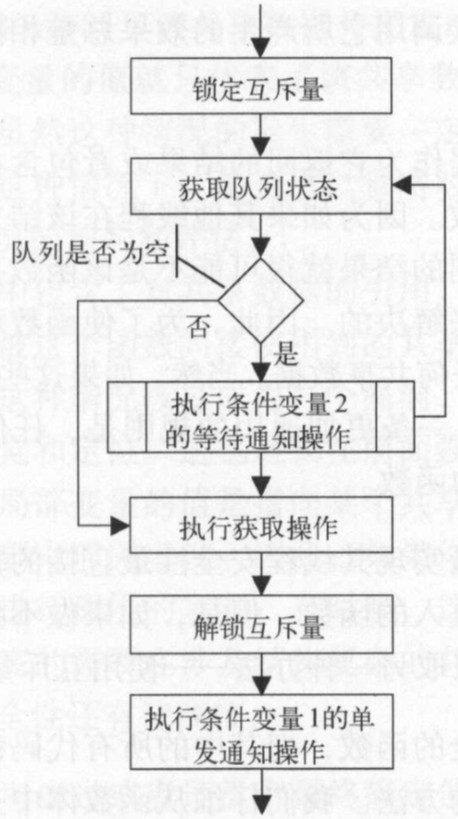 锁定互斥量
获取队列状态
队列是否为空
否
是
执行条件变量2
的等待通知操作
执行获取操作
解锁互斥量
执行条件变量1的单
发通知操作